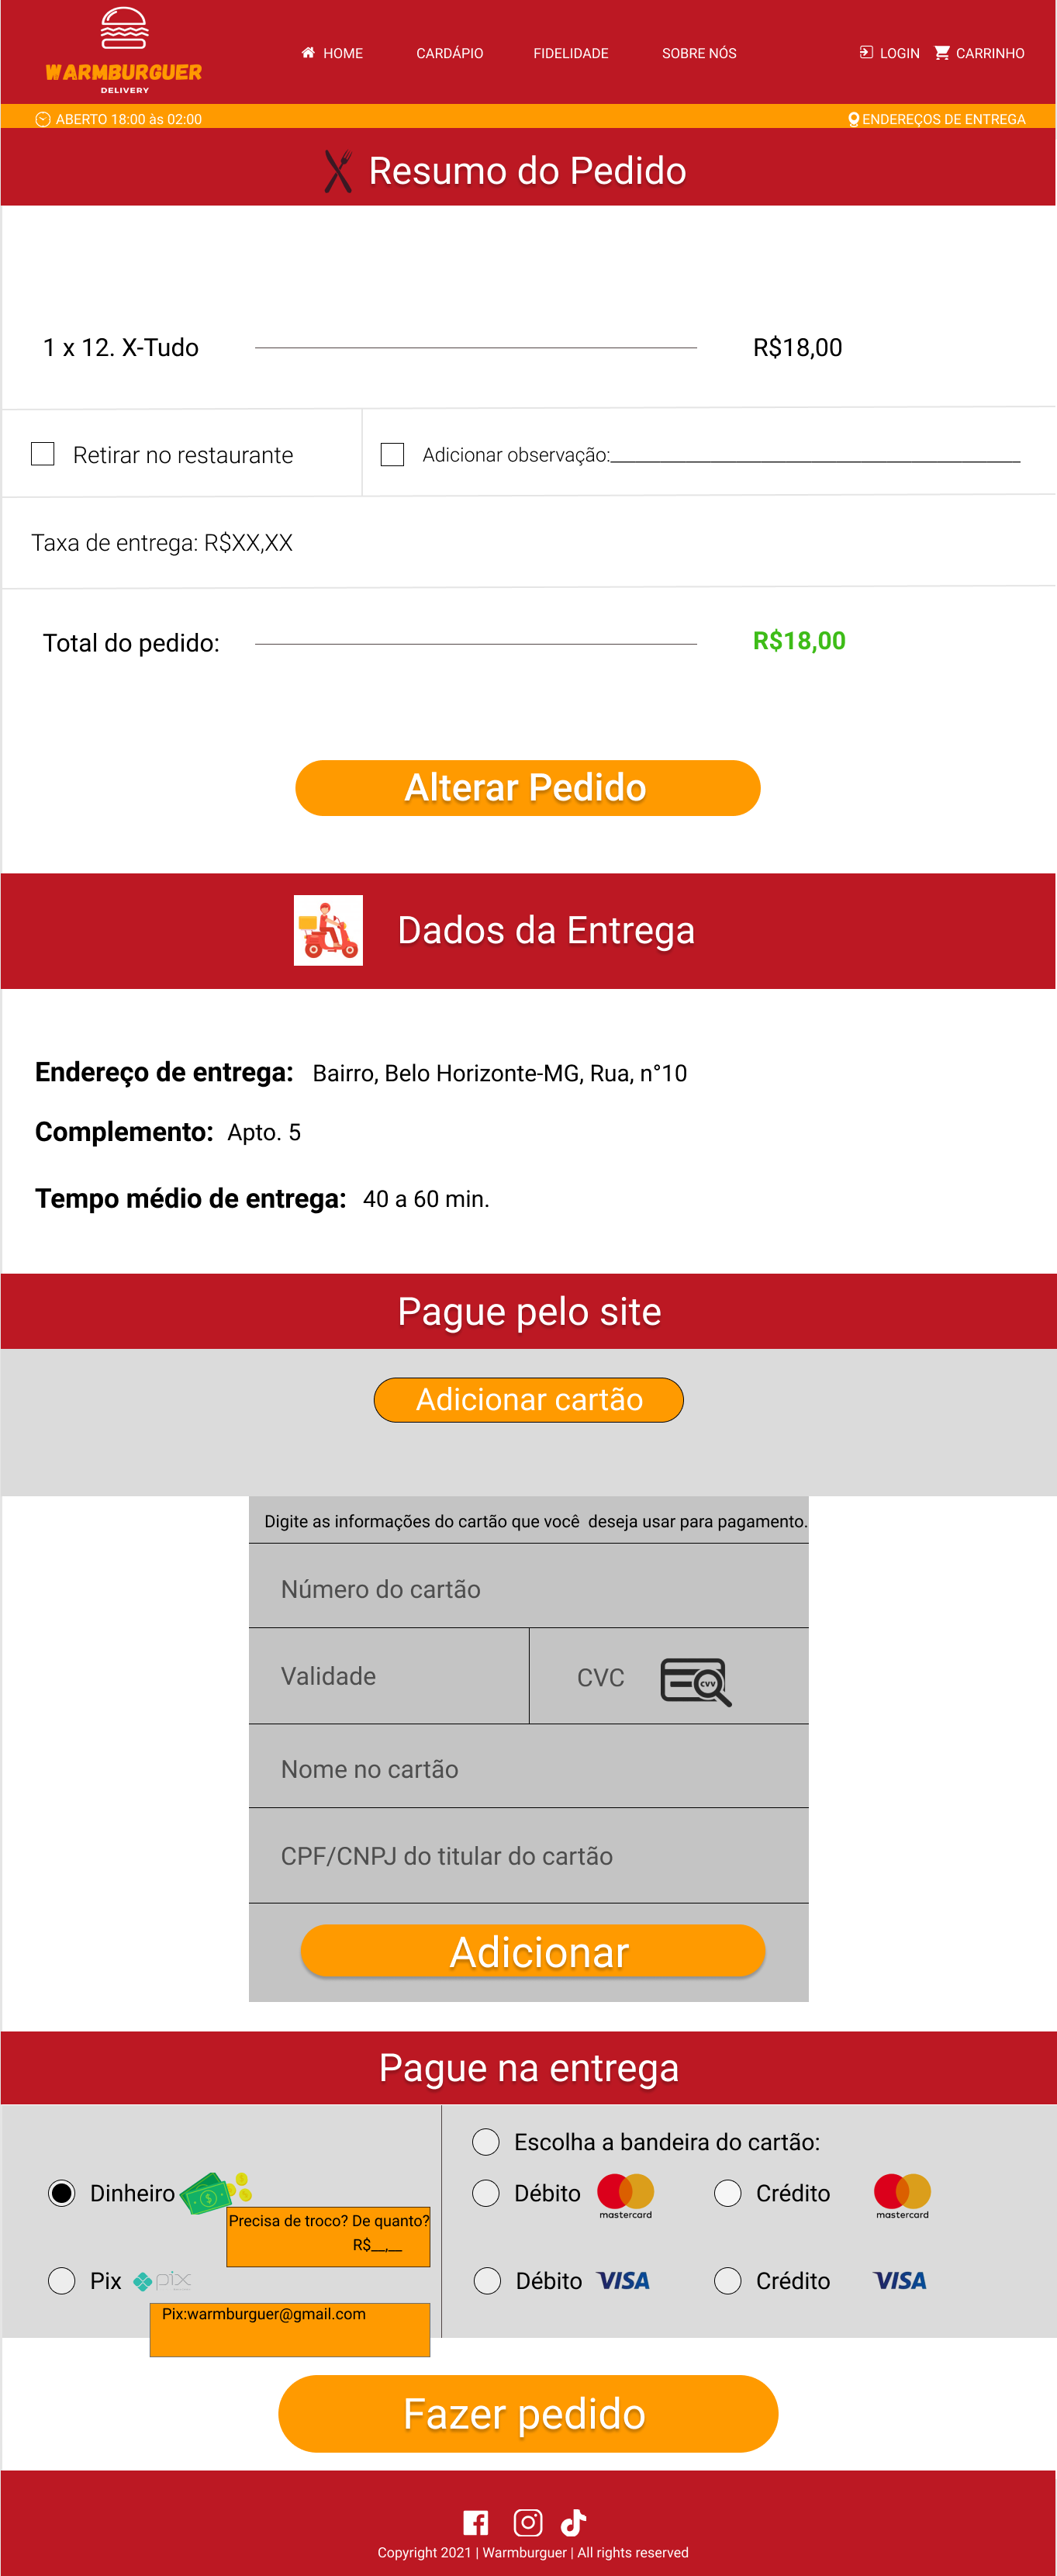 WARMBURGUER
DELIVERY
HOME CARDÁPIO FIDELIDADE SOBRE NÓS LOGIN CARRINHO
ABERTO 18:00 às 02:00 ENDEREÇOS DE ENTREGA
Resumo do Pedido
1 x 12. X-Tudo R$18,00
Retirar no restaurante Adicionar observação:
Taxa de entrega: R$XX,XX
Total do pedido: R$18,00
Alterar Pedido
Dados da Entrega
Endereço de entrega: Bairro, Belo Horizonte-MG, Rua, n°10
Complemento: Apto. 5
Tempo médio de entrega: 40 a 60 min.
Pague pelo site
Adicionar cartão
Digite as informações do cartão que você deseja usar para pagamento.
Número do cartão
Validade CVC CVV
Nome no cartão
CPF/CNPJ do titular do cartão
Adicionar
Pague na entrega
Escolha a bandeira do cartão:
Dinheiro Débito mastercard Crédito mastercard
Precisa de troco? De quanto?
R$__,__
Pix pix Débito VISA Crédito VISA
Pix:warmburguer@gmail.com
Fazer pedido
Copyright 2021 | Warmburguer | All rights reserved